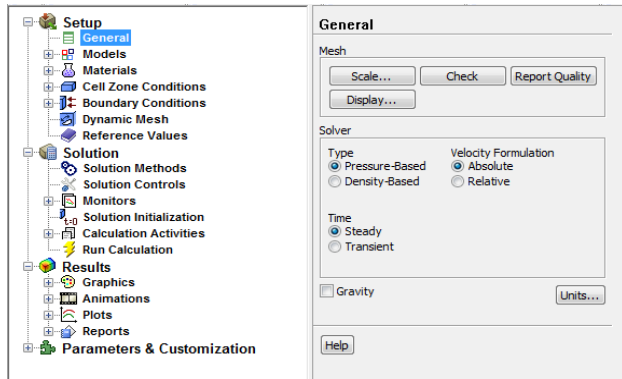 Setup
General
Models
Materials
Cell Zone Conditions
Boundary Conditions
Dynamic Mesh
Reference Values
Solution
Solution Methods
Solution Controls
Monitors
t=0 Solution Initialization
Calculation Activities
Run Calculation
Results
Graphics
Animations
Plots
Reports
Parameters & Customization
General
Mesh
Scale... Check Report Quality
Display...
Solver
Type Velocity Formulation
Pressure-Based Absolute
Density-Based Relative
Time
Steady
Transient
Gravity Units...
Help